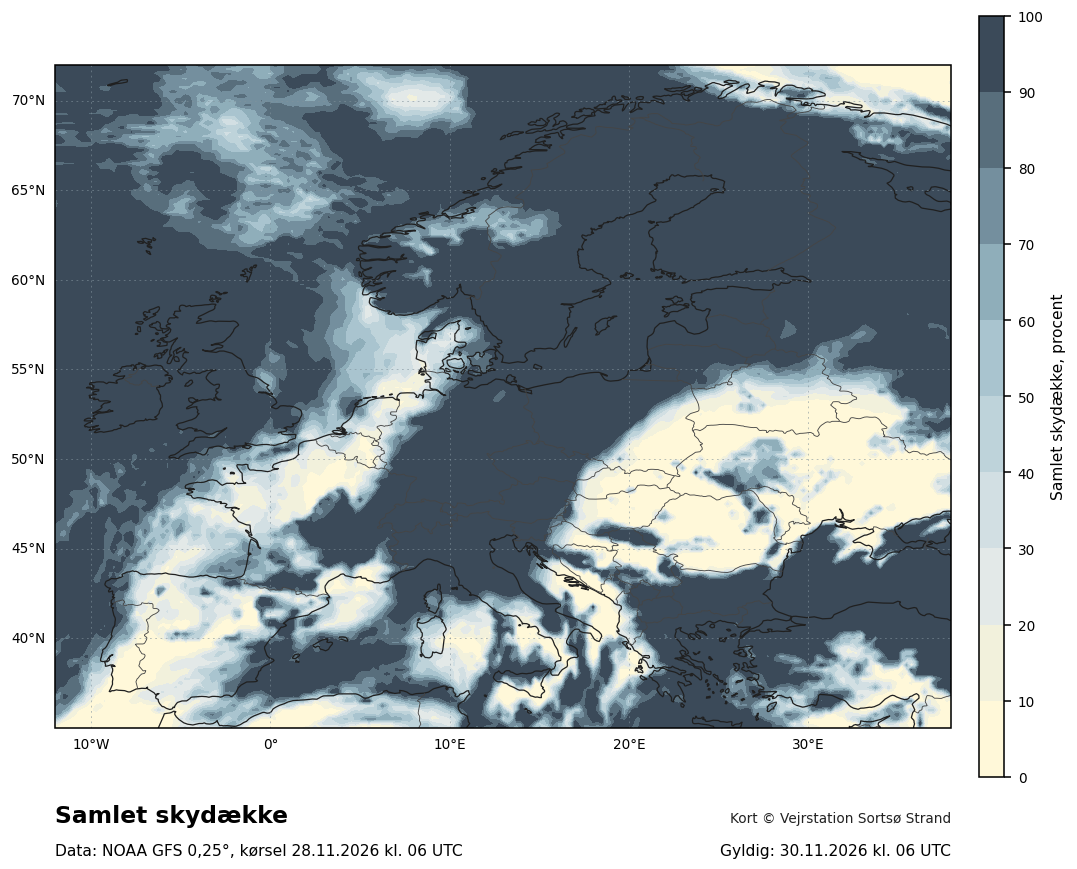 100
90
80
70
60
50
40
30
20
10
0
Samlet skydække, procent
70°N
65°N
60°N
55°N
50°N
45°N
40°N
10°W
0°
10°E
20°E
30°E
Samlet skydække
Kort © Vejrstation Sortsø Strand
Data: NOAA GFS 0,25°, kørsel 28.11.2026 kl. 06 UTC
Gyldig: 30.11.2026 kl. 06 UTC